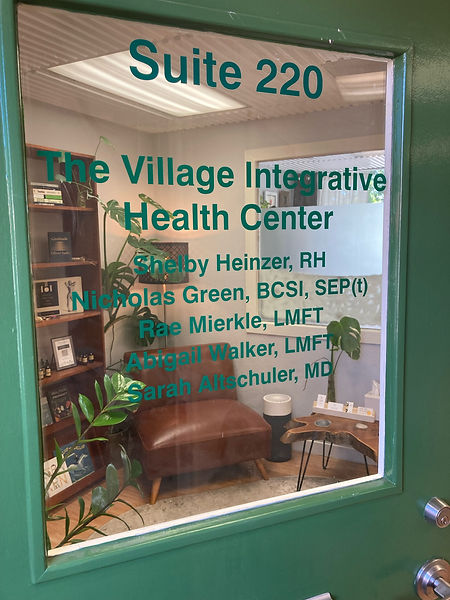 Suite 220
The Village Integrative
Health Center
Shelby Heinzer, RH
Nicholas Green, BCSI, SEP(t)
Rae Mierkle, LMFT
Abigail Walker, LMFT
Sarah Altschuler, MD